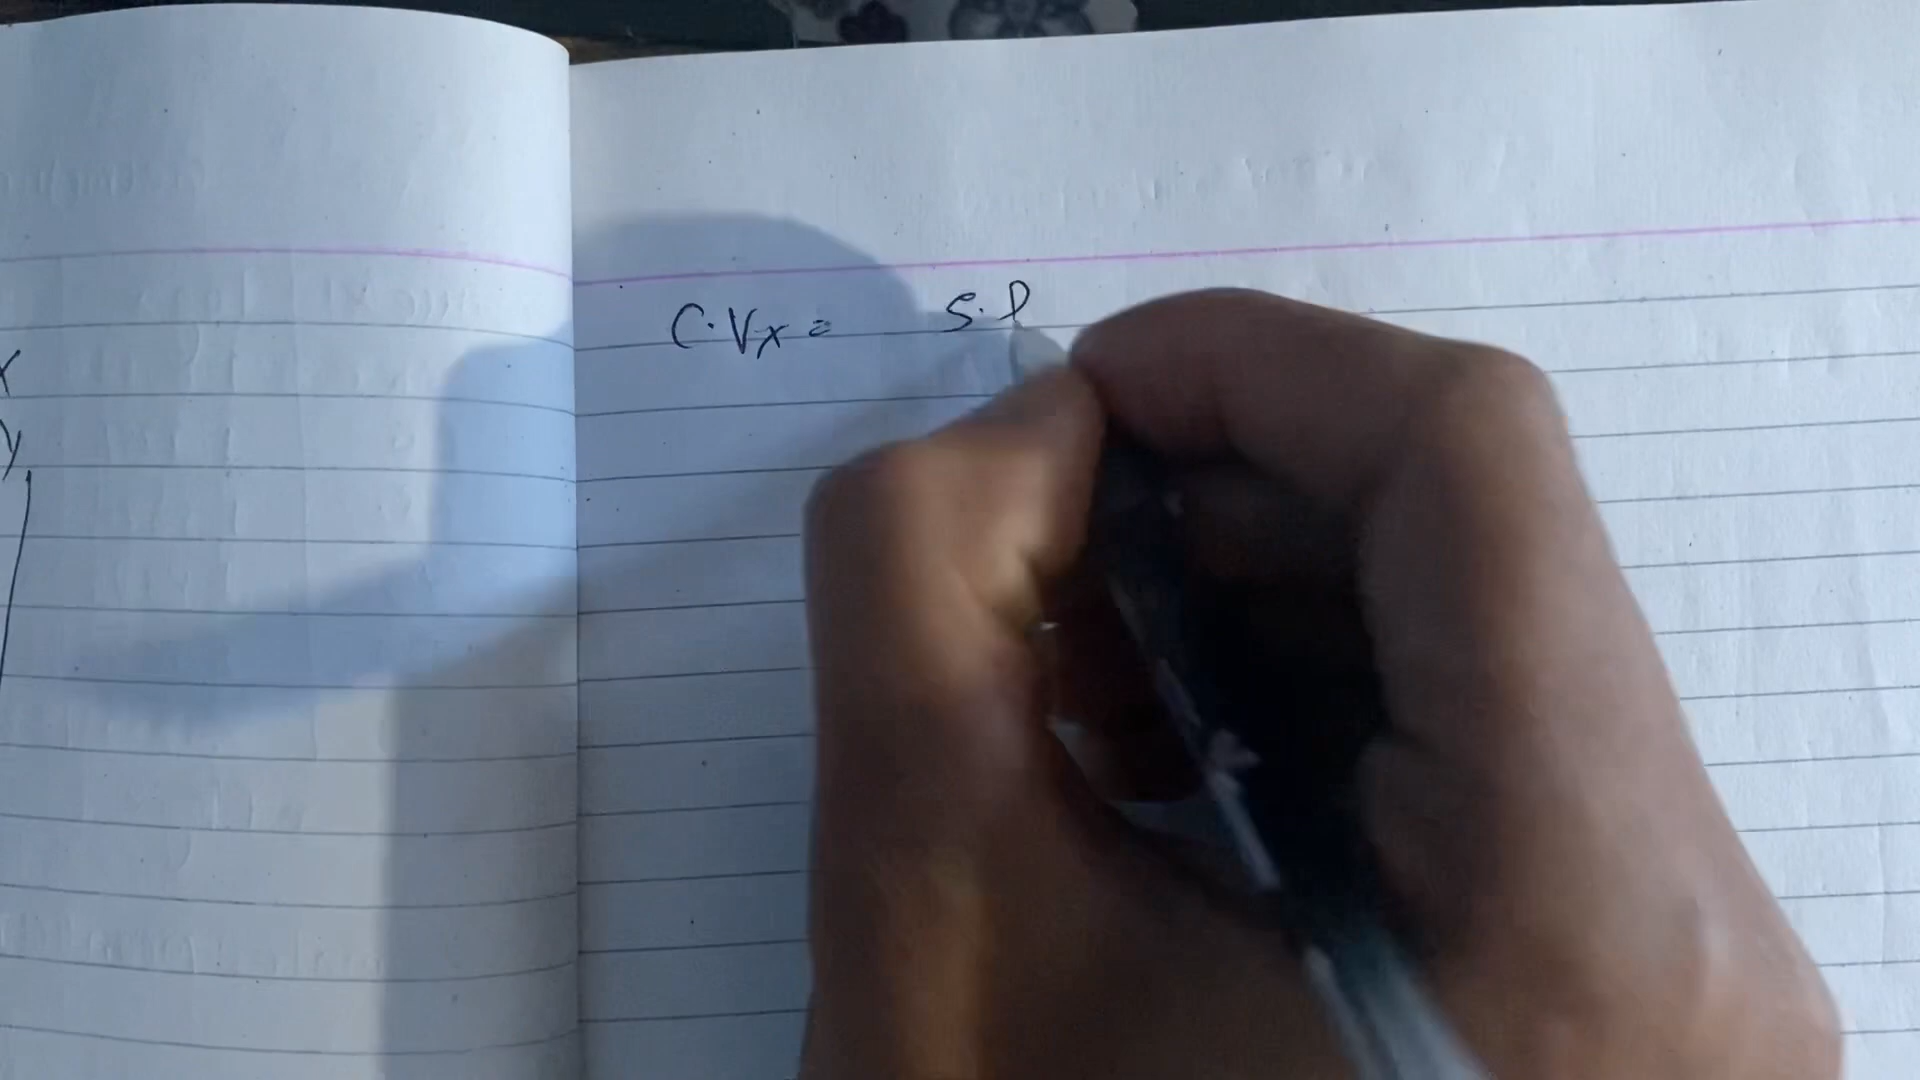 x
y
C.Vx = S.D